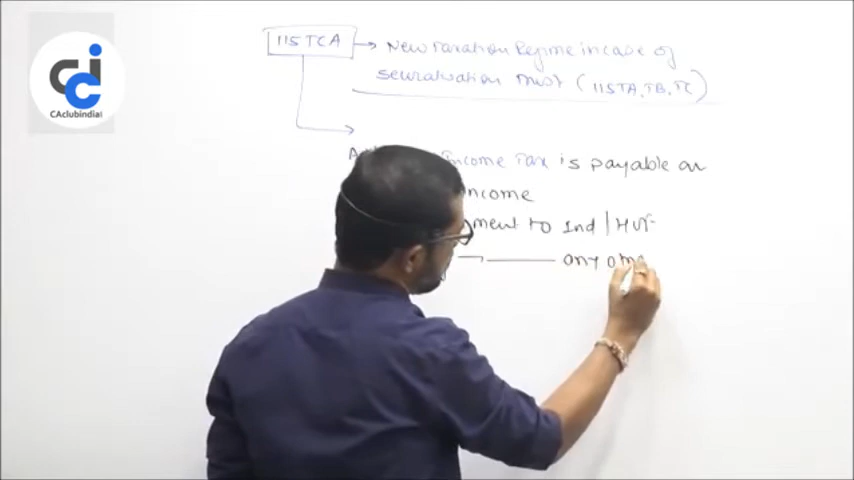 CAclubindia
115TCA → New Taxation Regime in case of
securatisation Trust (115TA, TB, TC)
Income Tax is payable on
income
ment to Ind | HUF
any othe